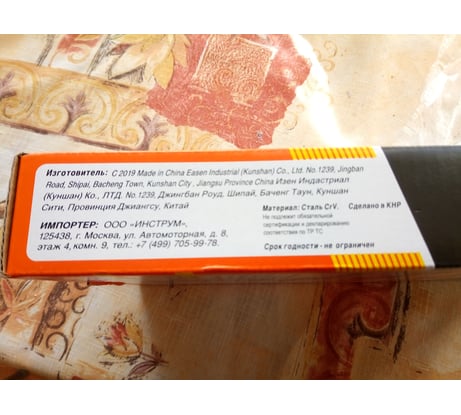 Изготовитель: С 2019 Made in China Easen Industrial (Kunshan) Co., Ltd. No.1239, Jingban
Road, Shipai, Bacheng Town, Kunshan City , Jiangsu Province China Изен Индастриал
(Куншан) Ко., ЛТД. No.1239, Джингбан Роуд, Шипай, Баченг Таун, Куншан
Сити, Провинция Джиангсу, Китай
ИМПОРТЕР: ООО «ИНСТРУМ»,
125438, г. Москва, ул. Автомоторная, д. 8,
этаж 4, комн. 9, тел.: +7 (499) 705-99-78.
Материал: Сталь CrV. Сделано в КНР
Не подлежит обязательной
сертификации и декларированию
соответствия по ТР ТС
Срок годности - не ограничен